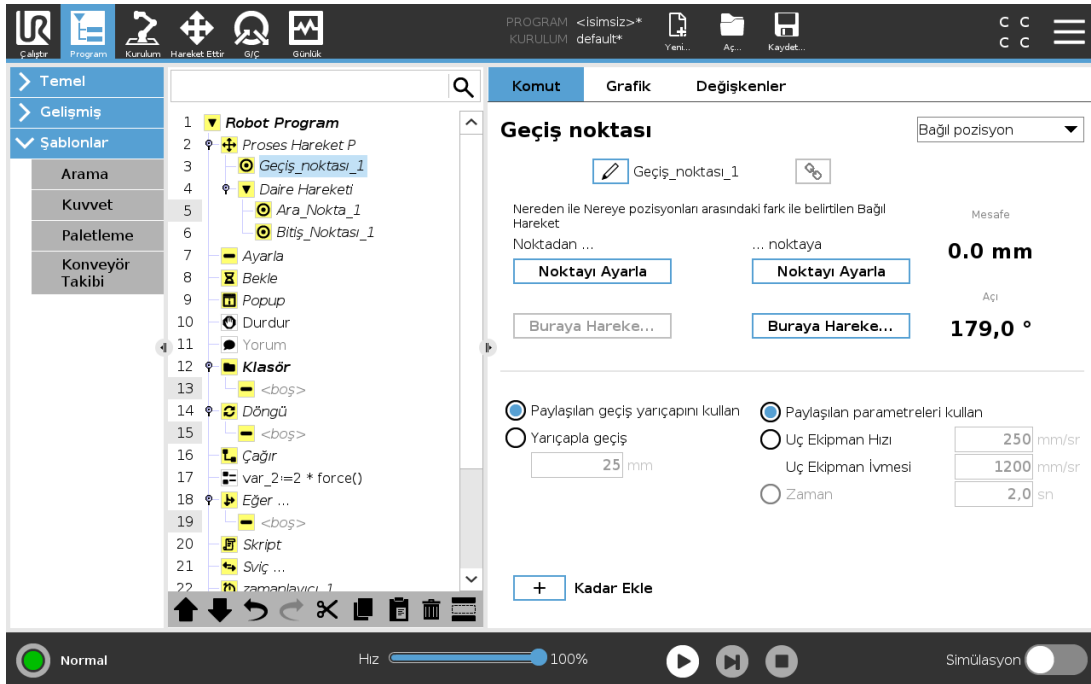 PROGRAM <isimsiz>*
KURULUM default*
Çalıştır
Program
Kurulum
Hareket Ettir
G/Ç
Günlük
Yeni...
Aç...
Kaydet...
C C
C C
Temel
Gelişmiş
Şablonlar
Arama
Kuvvet
Paletleme
Konveyör
Takibi
1 Robot Program
2 Proses Hareket P
3 Geçiş_noktası_1
4 Daire Hareketi
5 Ara_Nokta_1
6 Bitiş_Noktası_1
7 Ayarla
8 Bekle
9 Popup
10 Durdur
11 Yorum
12 Klasör
13 <boş>
14 Döngü
15 <boş>
16 Çağır
17 var_2:=2 * force()
18 Eğer ...
19 <boş>
20 Skript
21 Sviç ...
22 zamanlayıcı_1
Komut
Grafik
Değişkenler
Geçiş noktası
Bağıl pozisyon
Geçiş_noktası_1
Nereden ile Nereye pozisyonları arasındaki fark ile belirtilen Bağıl
Hareket
Noktadan ...
... noktaya
Noktayı Ayarla
Noktayı Ayarla
Buraya Hareke...
Buraya Hareke...
Mesafe
0.0 mm
Açı
179,0 °
Paylaşılan geçiş yarıçapını kullan
Yarıçapla geçiş
25 mm
Paylaşılan parametreleri kullan
Uç Ekipman Hızı 250 mm/sn
Uç Ekipman İvmesi 1200 mm/sn
Zaman 2,0 sn
+ Kadar Ekle
Normal
Hız
100%
Simülasyon